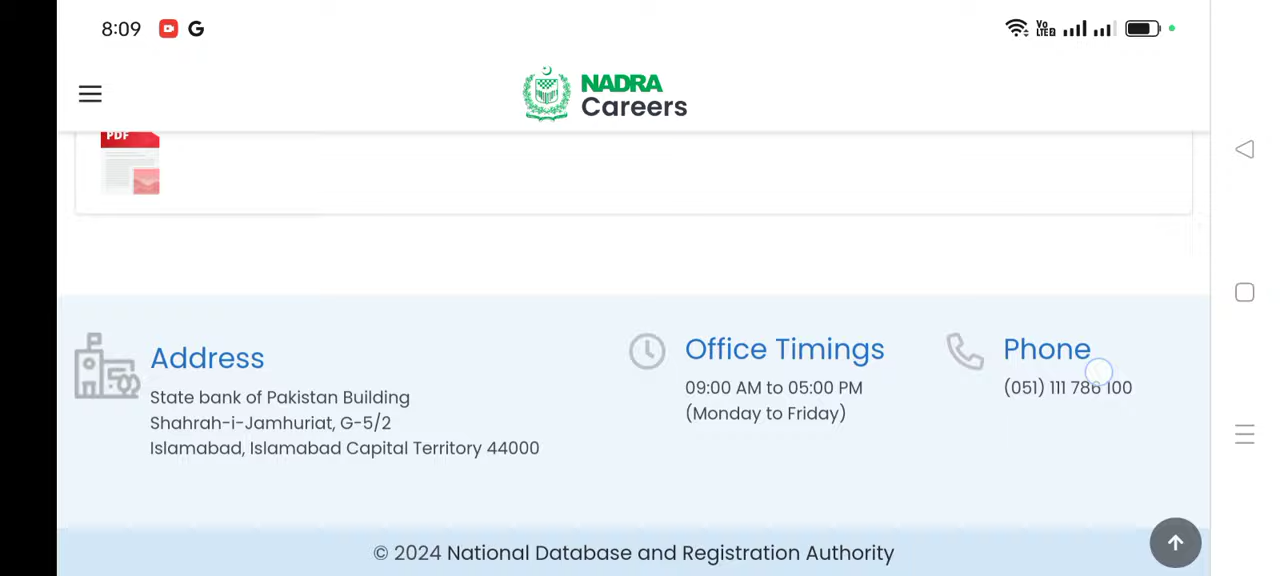 8:09
Vo
LTE2
NADRA
Careers
PDF
Address
State bank of Pakistan Building
Shahrah-i-Jamhuriat, G-5/2
Islamabad, Islamabad Capital Territory 44000
Office Timings
09:00 AM to 05:00 PM
(Monday to Friday)
Phone
(051) 111 786 100
© 2024 National Database and Registration Authority